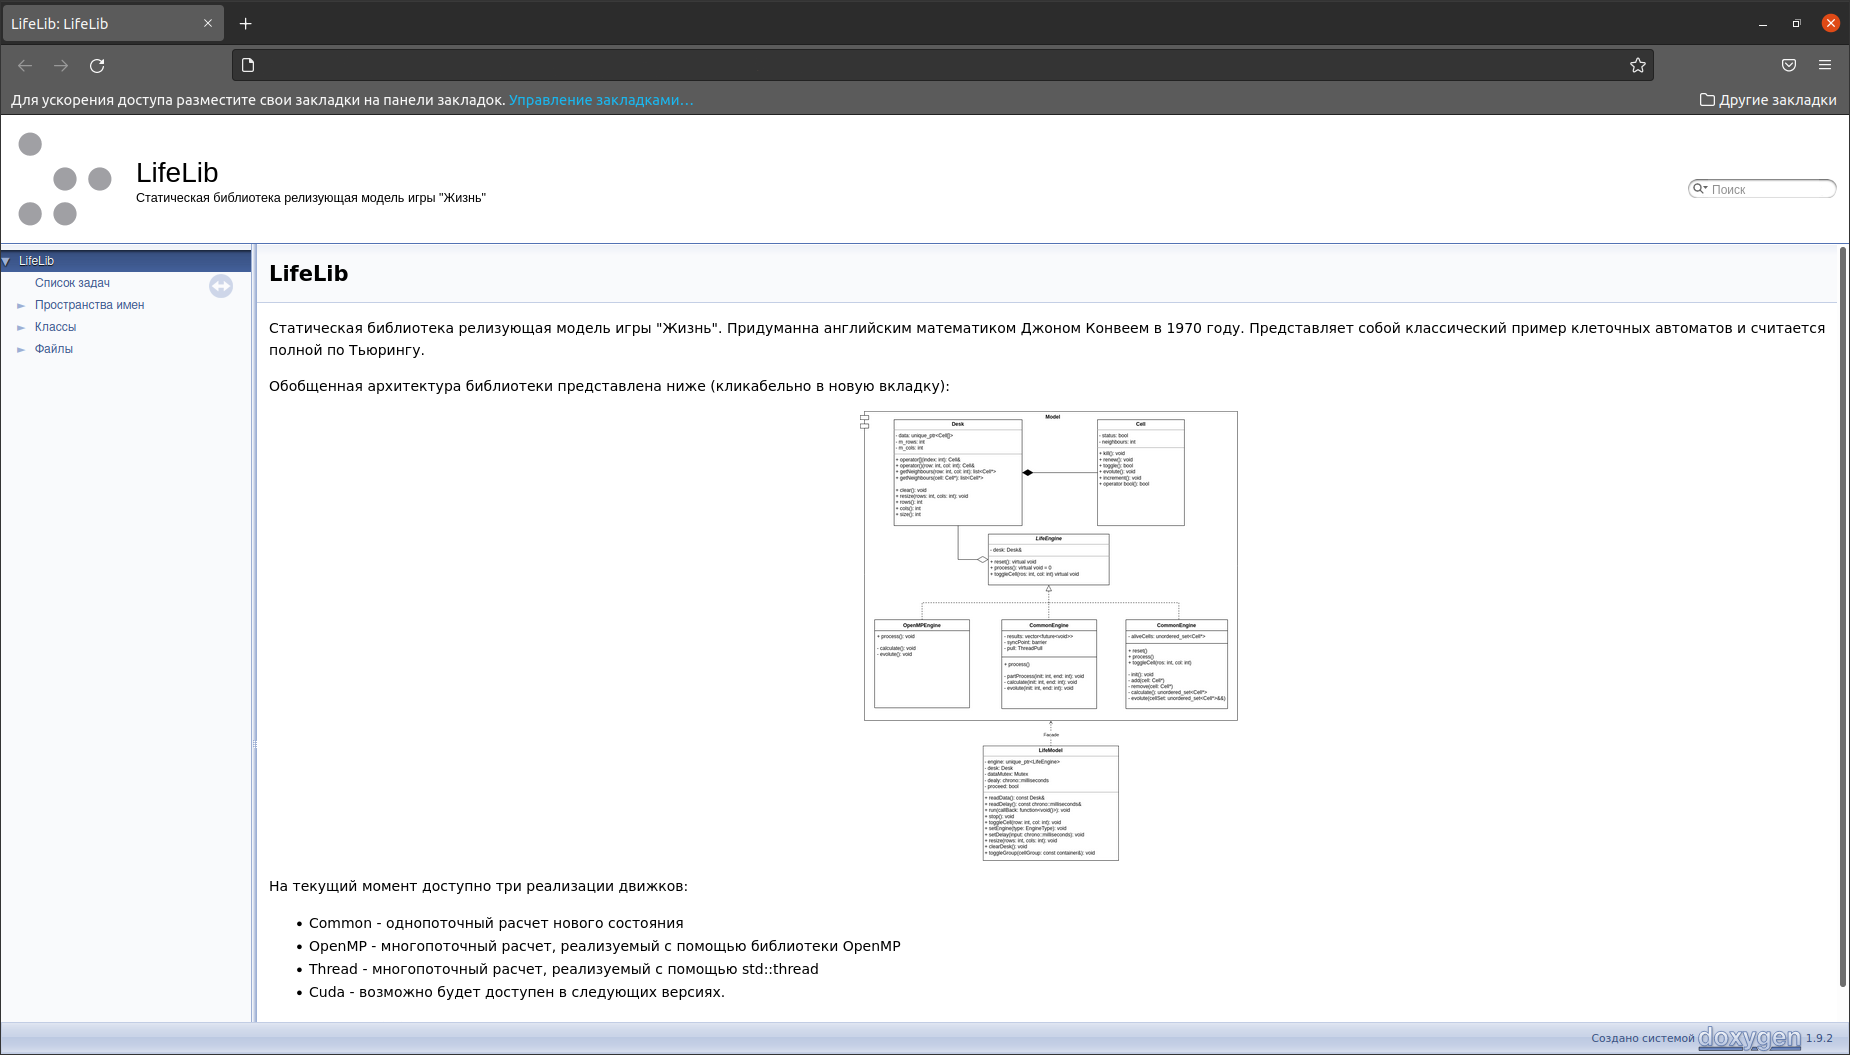 LifeLib: LifeLib
Для ускорения доступа разместите свои закладки на панели закладок. Управление закладками…
Другие закладки
LifeLib
Статическая библиотека релизующая модель игры "Жизнь"
Поиск
LifeLib
Список задач
Пространства имен
Классы
Файлы
LifeLib
Статическая библиотека релизующая модель игры "Жизнь". Придуманна английским математиком Джоном Конвеем в 1970 году. Представляет собой классический пример клеточных автоматов и считается
полной по Тьюрингу.
Обобщенная архитектура библиотеки представлена ниже (кликабельно в новую вкладку):
Model
Desk
- data: unique_ptr<Cell[]>
- m_rows: int
- m_cols: int
+ operator[](index: int): Cell&
+ operator()(row: int, col: int): Cell&
+ getNeighbours(row: int, col: int): list<Cell*>
+ getNeighbours(cell: Cell*): list<Cell*>
+ clear(): void
+ resize(rows: int, cols: int): void
+ rows(): int
+ cols(): int
+ size(): int
Cell
- status: bool
- neighbours: int
+ kill(): void
+ renew(): void
+ toggle(): bool
+ evolute(): void
+ increment(): void
+ operator bool(): bool
LifeEngine
- desk: Desk&
+ reset(): virtual void
+ process(): virtual void = 0
+ toggleCell(ros: int, col: int) virtual void
OpenMPEngine
+ process(): void
- calculate(): void
- evolute(): void
CommonEngine
- results: vector<future<void>>
- syncPoint: barrier
- pull: ThreadPull
+ process()
- partProcess(init: int, end: int): void
- calculate(init: int, end: int): void
- evolute(init: int, end: int): void
CommonEngine
- aliveCells: unordered_set<Cell*>
+ reset()
+ process()
+ toggleCell(ros: int, col: int)
- init(): void
- add(cell: Cell*)
- remove(cell: Cell*)
- calculate(): unordered_set<Cell*>
- evolute(cellSet: unordered_set<Cell*>&&)
Facade
LifeModel
- engine: unique_ptr<LifeEngine>
- desk: Desk
- dataMutex: Mutex
- dealy: chrono::milliseconds
- proceed: bool
+ readData(): const Desk&
+ readDelay(): const chrono::milliseconds&
+ run(callBack: function<void()>): void
+ stop(): void
+ toggleCell(row: int, col: int): void
+ setEngine(type: EngineType): void
+ setDelay(input: chrono::milliseconds): void
+ resize(rows: int, cols: int): void
+ clearDesk(): void
+ toggleGroup(cellGroup: const container&): void
На текущий момент доступно три реализации движков:
• Common - однопоточный расчет нового состояния
• OpenMP - многопоточный расчет, реализуемый с помощью библиотеки OpenMP
• Thread - многопоточный расчет, реализуемый с помощью std::thread
• Cuda - возможно будет доступен в следующих версиях.
Создано системой doxygen 1.9.2